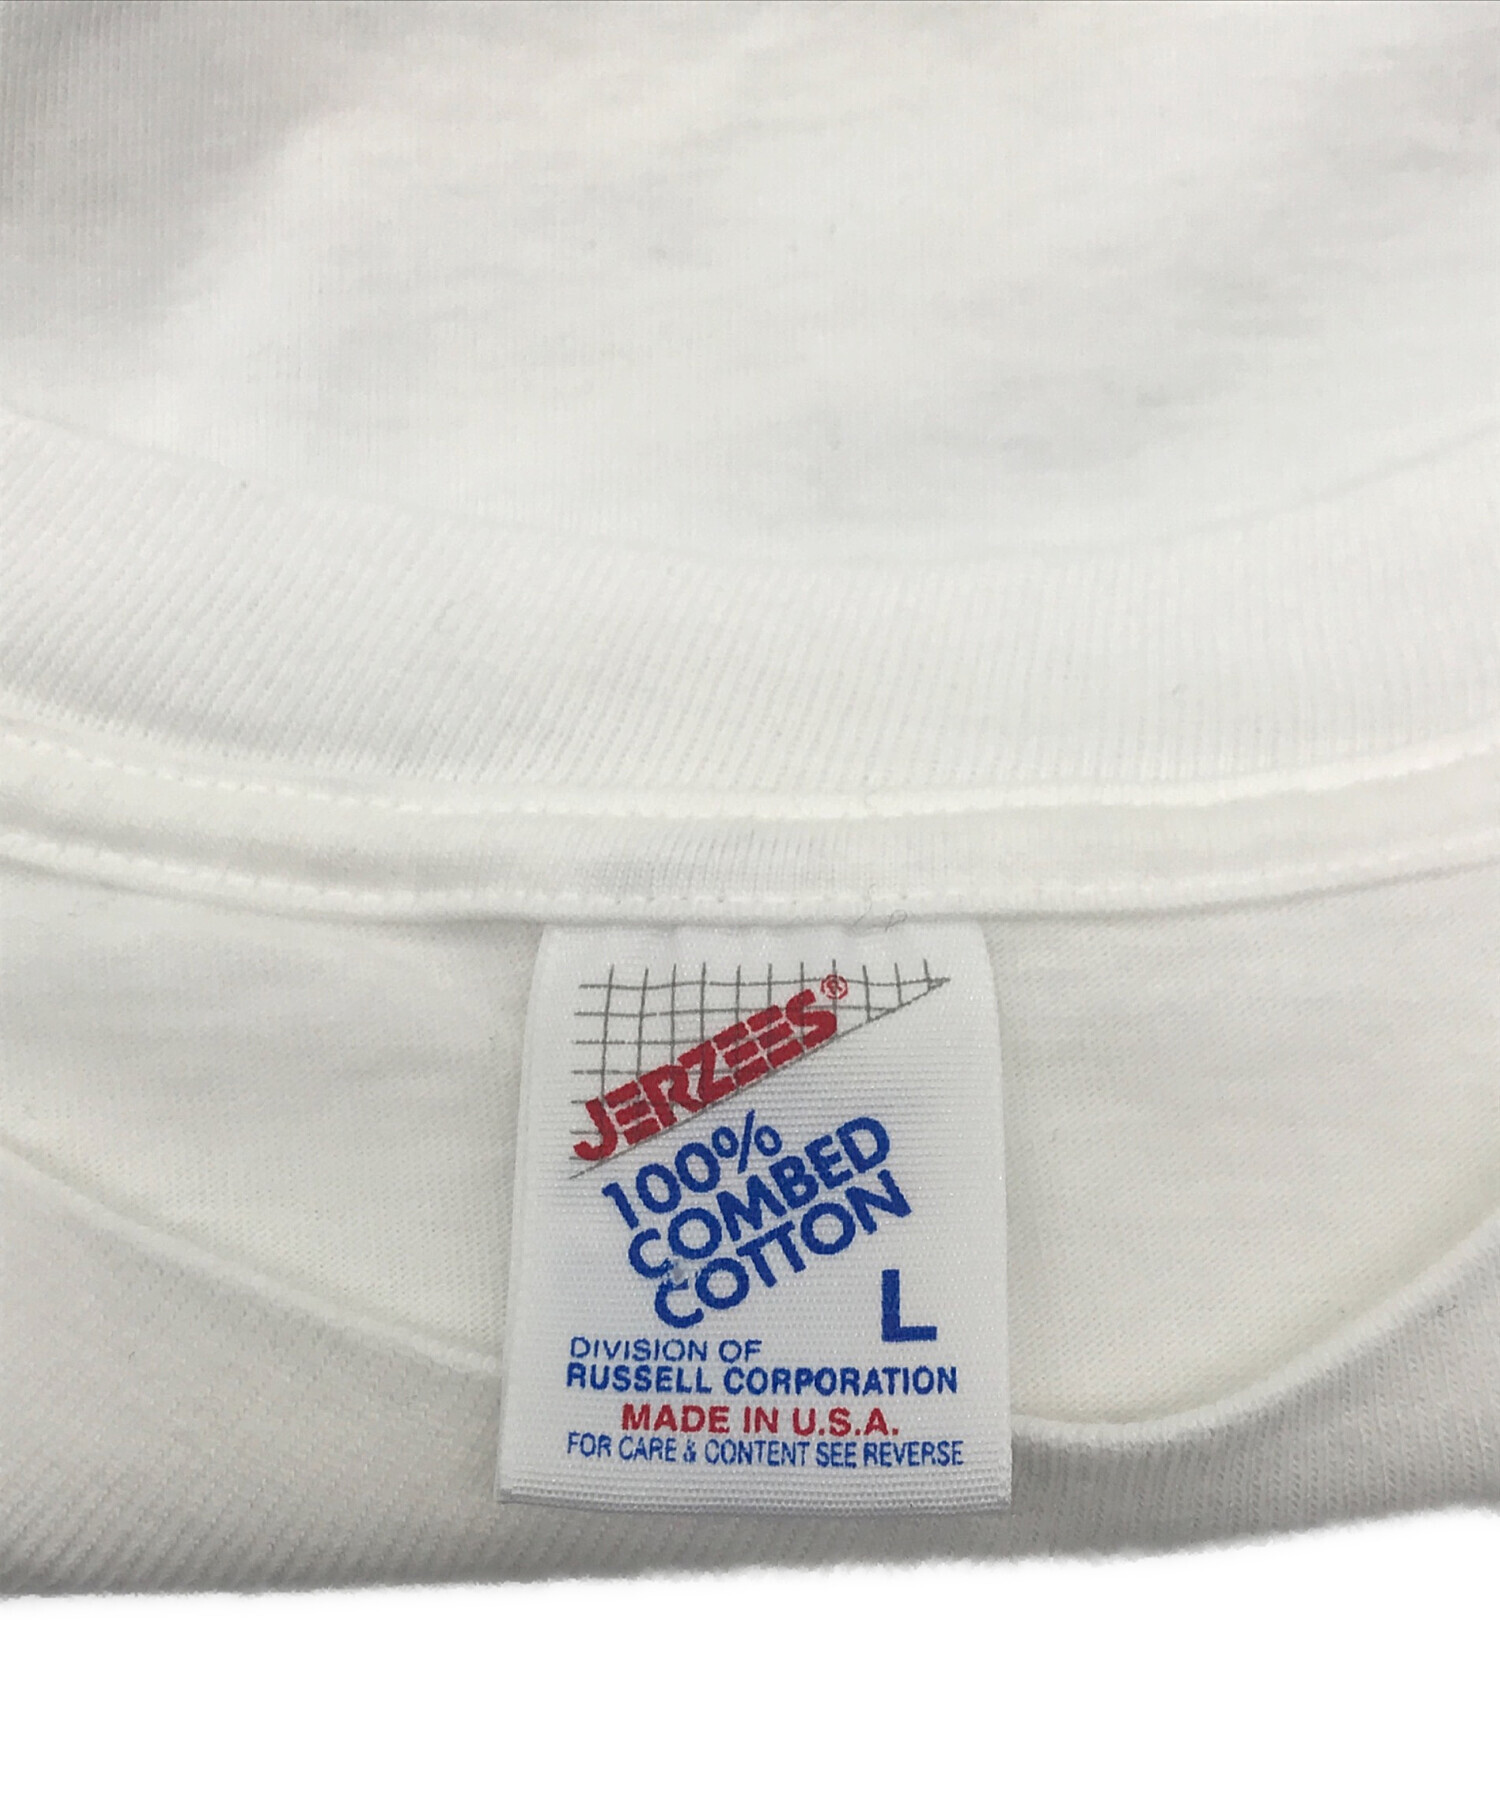 JERZEES®
100%
COMBED
COTTON
L
DIVISION OF
RUSSELL CORPORATION
MADE IN U.S.A.
FOR CARE & CONTENT SEE REVERSE